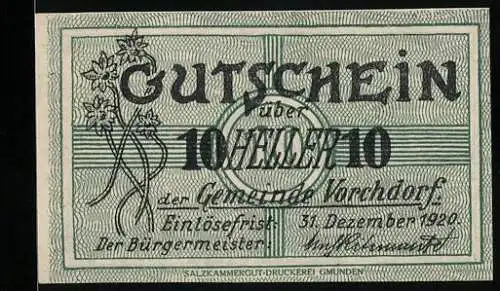 GUTSCHEIN
über
10 HELLER 10
der Gemeinde Vorchdorf.
Einlösefrist: 31. Dezember 1920.
Der Bürgermeister:
SALZKAMMERGUT-DRUCKEREI GMUNDEN